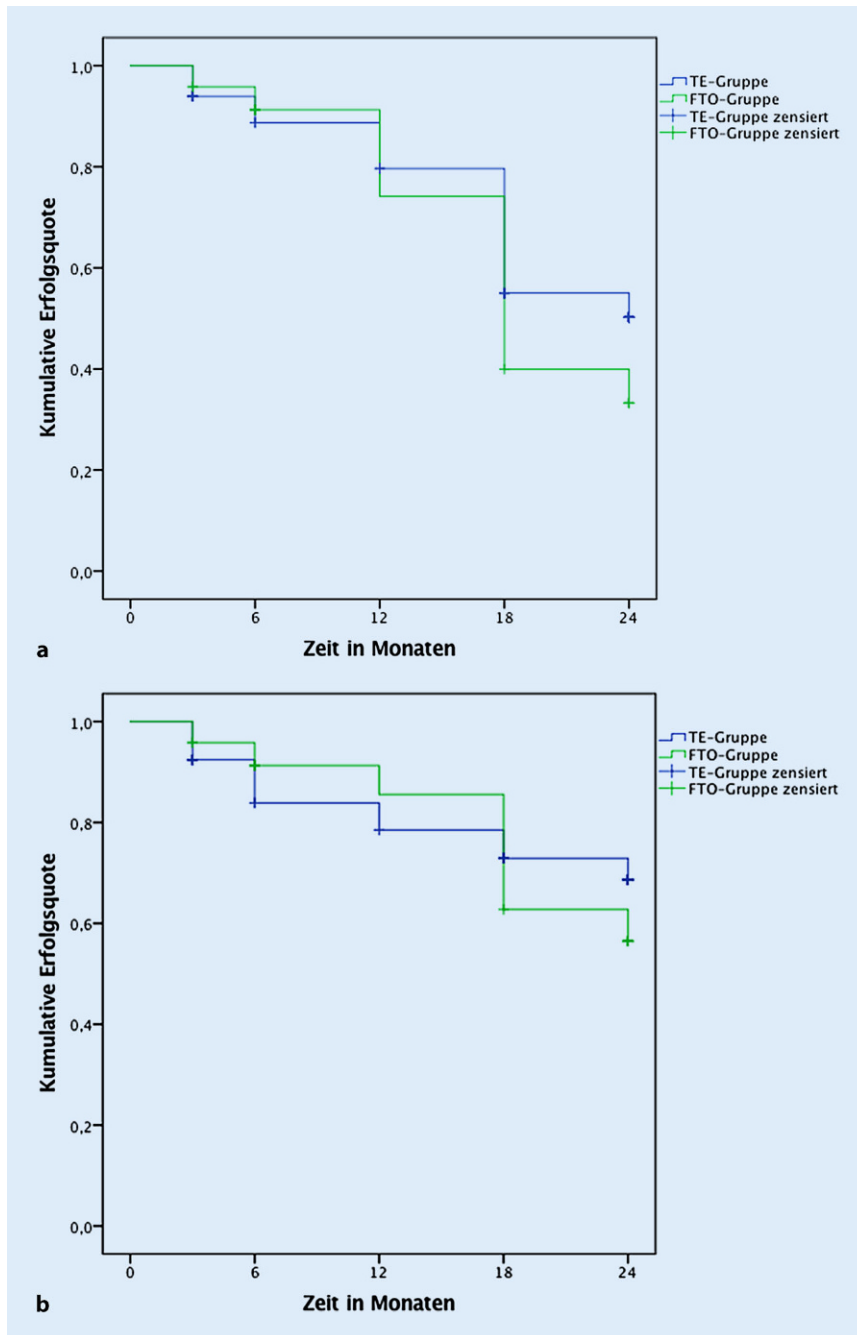 1,0
0,8
0,6
0,4
0,2
0,0
Kumulative Erfolgsquote
0 6 12 18 24
Zeit in Monaten
TE-Gruppe
FTO-Gruppe
TE-Gruppe zensiert
FTO-Gruppe zensiert
a
1,0
0,8
0,6
0,4
0,2
0,0
Kumulative Erfolgsquote
0 6 12 18 24
Zeit in Monaten
TE-Gruppe
FTO-Gruppe
TE-Gruppe zensiert
FTO-Gruppe zensiert
b